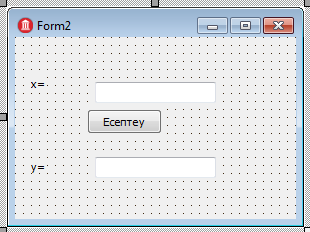 Form2
x=
Есептеу
y=